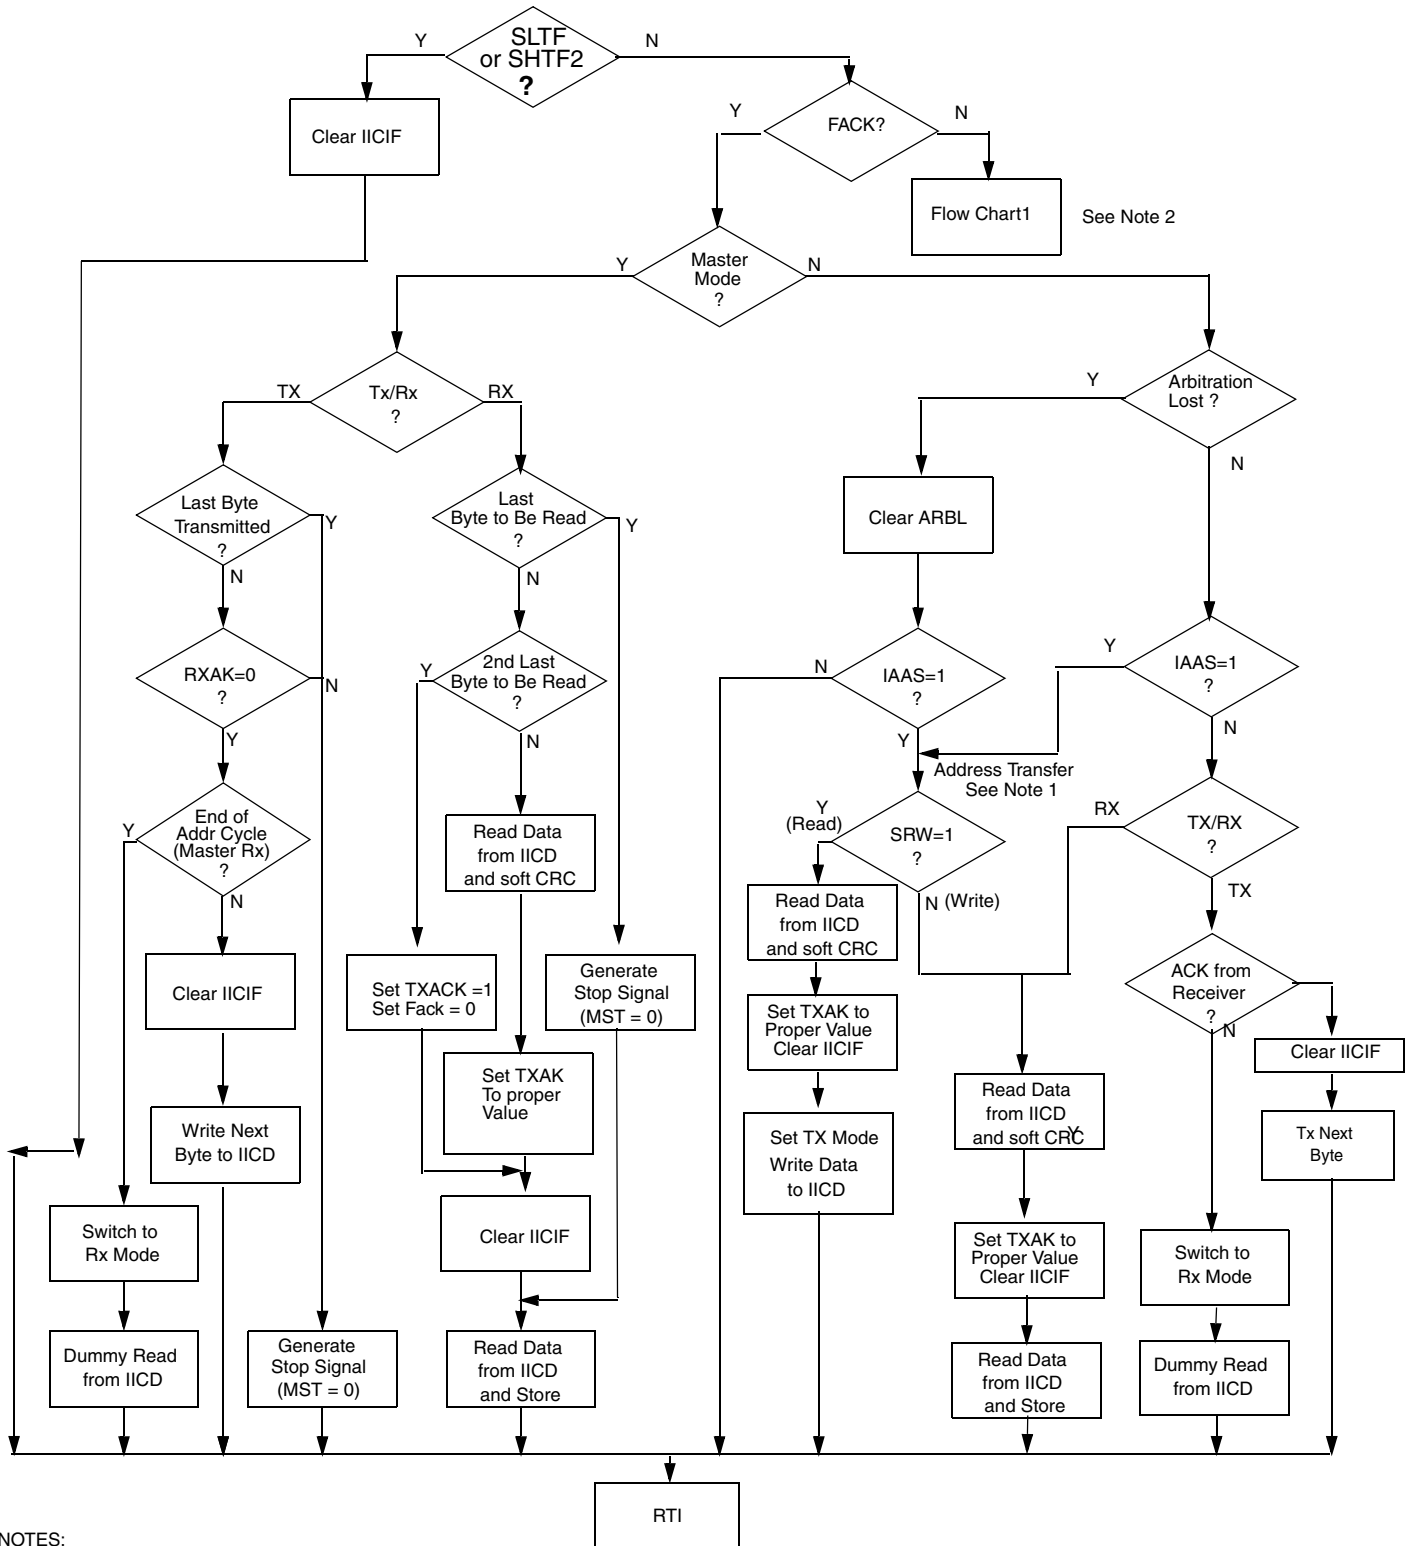 SLTF
or SHTF2
?
Y
N
Clear IICIF
FACK?
Y
N
Flow Chart1
See Note 2
Master
Mode
?
Y
N
Tx/Rx
?
TX
RX
Arbitration
Lost ?
Y
N
Last Byte
Transmitted
?
Y
N
Last
Byte to Be Read
?
Y
N
Clear ARBL
RXAK=0
?
N
Y
2nd Last
Byte to Be Read
?
Y
N
IAAS=1
?
N
Y
IAAS=1
?
Y
N
Address Transfer
See Note 1
End of
Addr Cycle
(Master Rx)
?
Y
N
Read Data
from IICD
and soft CRC
SRW=1
?
Y
(Read)
N (Write)
TX/RX
?
RX
TX
Read Data
from IICD
and soft CRC
Clear IICIF
Set TXACK =1
Set Fack = 0
Generate
Stop Signal
(MST = 0)
ACK from
Receiver
?
N
Set TXAK to
Proper Value
Clear IICIF
Clear IICIF
Set TXAK
To proper
Value
Read Data
from IICD
and soft CRC
Y
Write Next
Byte to IICD
Set TX Mode
Write Data
to IICD
Tx Next
Byte
Switch to
Rx Mode
Clear IICIF
Set TXAK to
Proper Value
Clear IICIF
Switch to
Rx Mode
Dummy Read
from IICD
Generate
Stop Signal
(MST = 0)
Read Data
from IICD
and Store
Read Data
from IICD
and Store
Dummy Read
from IICD
RTI
NOTES: